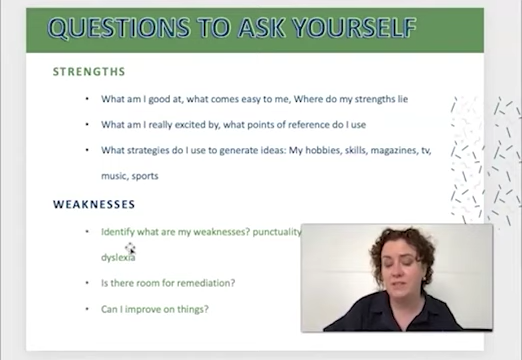 QUESTIONS TO ASK YOURSELF
STRENGTHS
• What am I good at, what comes easy to me, Where do my strengths lie
• What am I really excited by, what points of reference do I use
• What strategies do I use to generate ideas: My hobbies, skills, magazines, tv,
music, sports
WEAKNESSES
• Identify what are my weaknesses? punctuality
dyslexia
• Is there room for remediation?
• Can I improve on things?